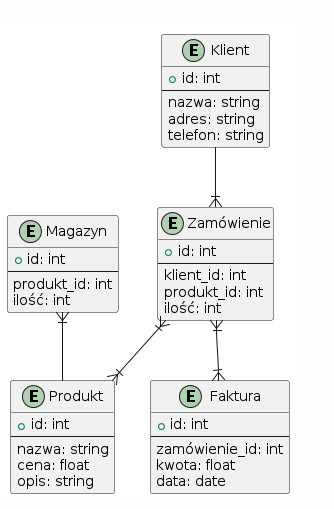 E Klient
id: int
nazwa: string
adres: string
telefon: string
E Magazyn
id: int
produkt_id: int
ilość: int
E Zamówienie
id: int
klient_id: int
produkt_id: int
ilość: int
E Produkt
id: int
nazwa: string
cena: float
opis: string
E Faktura
id: int
zamówienie_id: int
kwota: float
data: date